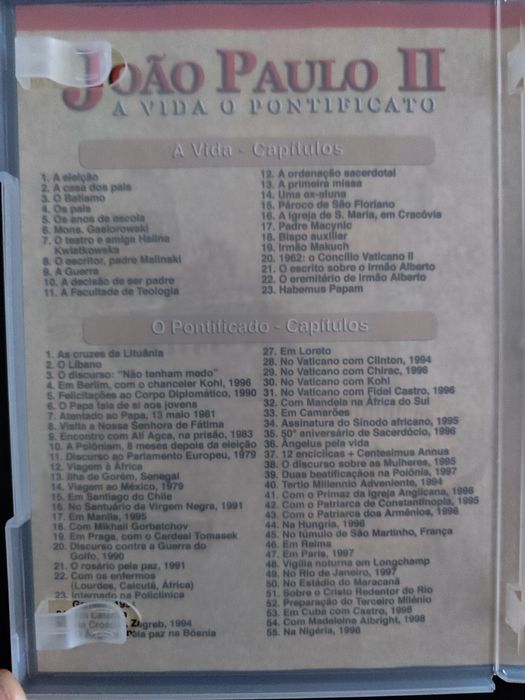 JOÃO PAULO II
A VIDA O PONTIFICATO
A Vida - Capítulos
1. A eleição
2. A casa dos pais
3. O Batismo
4. Os pais
5. Os anos de escola
6. Mons. Gasiorowski
7. O teatro e amiga Halina
Kwiatkowska
8. O escritor, padre Malinski
9. A Guerra
10. A decisão de ser padre
11. A Faculdade de Teologia
12. A ordenação sacerdotal
13. A primeira missa
14. Uma ex-aluna
15. Pároco de São Floriano
16. A igreja de S. Maria, em Cracóvia
17. Padre Macynic
18. Bispo auxiliar
19. Irmão Makuch
20. 1962: o Concílio Vaticano II
21. O escrito sobre o Irmão Alberto
22. O eremitério de Irmão Alberto
23. Habemus Papam
O Pontificado - Capítulos
1. As cruzes da Lituânia
2. O Líbano
3. O discurso: "Não tenham medo"
4. Em Berlim, com o chanceler Kohl, 1996
5. Felicitações ao Corpo Diplomático, 1990
6. O Papa fala de si aos jovens
7. Atentado ao Papa, 13 maio 1981
8. Visita a Nossa Senhora de Fátima
9. Encontro com Ali Agca, na prisão, 1983
10. A Polôniam, 8 meses depois da eleição
11. Discurso ao Parlamento Europeu, 1979
12. Viagem à África
13. Ilha de Gorém, Senegal
14. Viagem ao México, 1979
15. Em Santiago do Chile
16. No Santuário da Virgem Negra, 1991
17. Em Manila, 1995
18. Com Mikhail Gorbatchov
19. Em Praga, com o Cardeal Tomasek
20. Discurso contra a Guerra do
Golfo, 1990
21. O rosário pela paz, 1991
22. Com os enfermos
(Lourdes, Calcutá, África)
23. Internado na Policlínica
Zagreb, 1994
pela paz na Bósnia
27. Em Loreto
28. No Vaticano com Clinton, 1994
29. No Vaticano com Chirac, 1996
30. No Vaticano com Kohl
31. No Vaticano com Fidel Castro, 1996
32. Com Mandela na África do Sul
33. Em Camarões
34. Assinatura do Sínodo africano, 1995
35. 50º aniversário de Sacerdócio, 1996
36. Ângelus pela vida
37. 12 encíclicas + Centesimus Annus
38. O discurso sobre as Mulheres, 1995
39. Duas beatificaçõas na Polônia, 1997
40. Tertio Millennio Adveniente, 1994
41. Com o Primaz da Igreja Anglicana, 1996
42. Com o Patriarca de Constantinopla, 1995
43. Com o Patriarca dos Armênios, 1996
44. Na Hungria, 1996
45. No túmulo de São Martinho, França
46. Em Reims
47. Em Paris, 1997
48. Vigília noturna em Longchamp
49. No Rio de Janeiro, 1997
50. No Estádio do Maracanã
51. Sobre o Cristo Redentor do Rio
52. Preparação do Terceiro Milênio
53. Em Cuba com Castro, 1998
54. Com Madeleine Albright, 1998
55. Na Nigéria, 1996